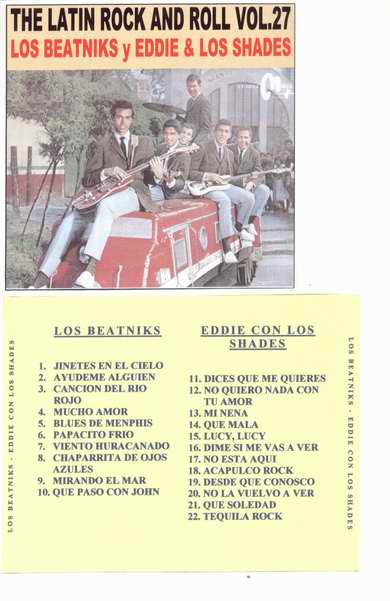 THE LATIN ROCK AND ROLL VOL.27
LOS BEATNIKS y EDDIE & LOS SHADES
LOS BEATNIKS - EDDIE CON LOS SHADES
LOS BEATNIKS
1. JINETES EN EL CIELO
2. AYUDEME ALGUIEN
3. CANCION DEL RIO
ROJO
4. MUCHO AMOR
5. BLUES DE MENPHIS
6. PAPACITO FRIO
7. VIENTO HURACANADO
8. CHAPARRITA DE OJOS
AZULES
9. MIRANDO EL MAR
10. QUE PASO CON JOHN
EDDIE CON LOS
SHADES
11. DICES QUE ME QUIERES
12. NO QUIERO NADA CON
TU AMOR
13. MI NENA
14. QUE MALA
15. LUCY, LUCY
16. DIME SI ME VAS A VER
17. NO ESTA AQUI
18. ACAPULCO ROCK
19. DESDE QUE CONOSCO
20. NO LA VUELVO A VER
21. QUE SOLEDAD
22. TEQUILA ROCK
LOS BEATNIKS - EDDIE CON LOS SHADES